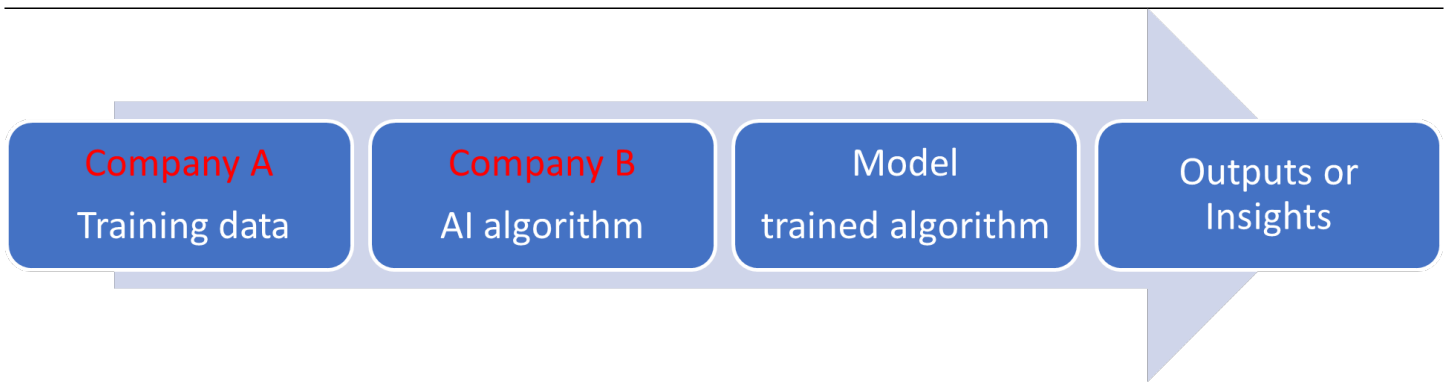 Company A
Training data
Company B
AI algorithm
Model
trained algorithm
Outputs or
Insights